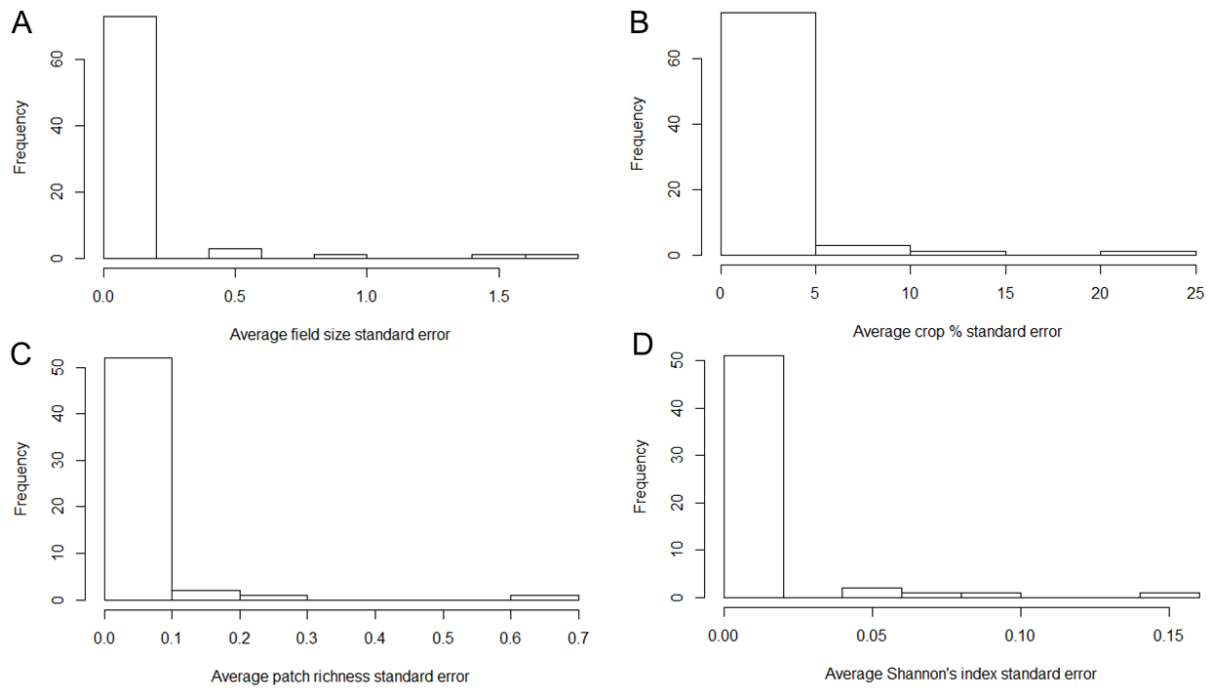 A
Frequency
0 20 40 60
0.0 0.5 1.0 1.5
Average field size standard error
B
Frequency
0 20 40 60
0 5 10 15 20 25
Average crop % standard error
C
Frequency
0 10 20 30 40 50
0.0 0.1 0.2 0.3 0.4 0.5 0.6 0.7
Average patch richness standard error
D
Frequency
0 10 20 30 40 50
0.00 0.05 0.10 0.15
Average Shannon's index standard error